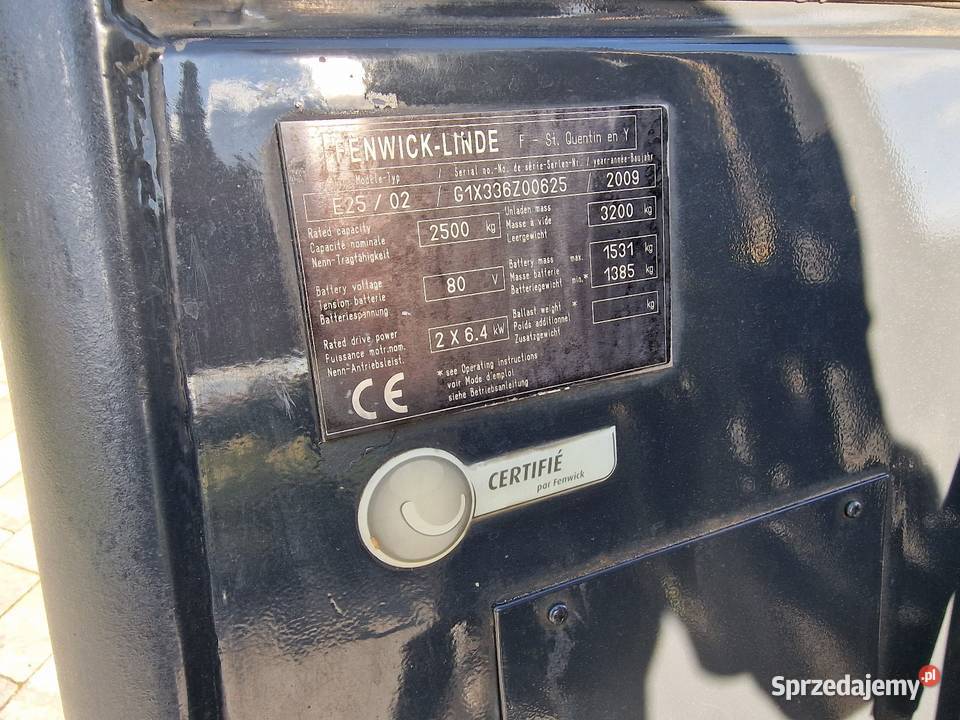 FENWICK-LINDE F - St. Quentin en Y
Modèle-Typ / Serial no.-No. de série-Serien-Nr. / year-année-Baujahr
E25 / 02 / G1X336Z00625 / 2009
Rated capacity
Capacité nominale
Nenn-Tragfähigkeit
2500 kg
Unladen mass
Masse à vide
Leergewicht
3200 kg
Battery voltage
Tension batterie
Batteriespannung
80 V
Battery mass max.
Masse batterie
Batteriegewicht min.*
1531 kg
1385 kg
Rated drive power
Puissance motr.nom.
Nenn-Antriebsleist.
2 X 6.4 kW
Ballast weight *
Poids additionnel
Zusatzgewicht
kg
CE
* see Operating instructions
voir Mode d'emploi
siehe Betriebsanleitung
CERTIFIÉ
par Fenwick
Sprzedajemy.pl